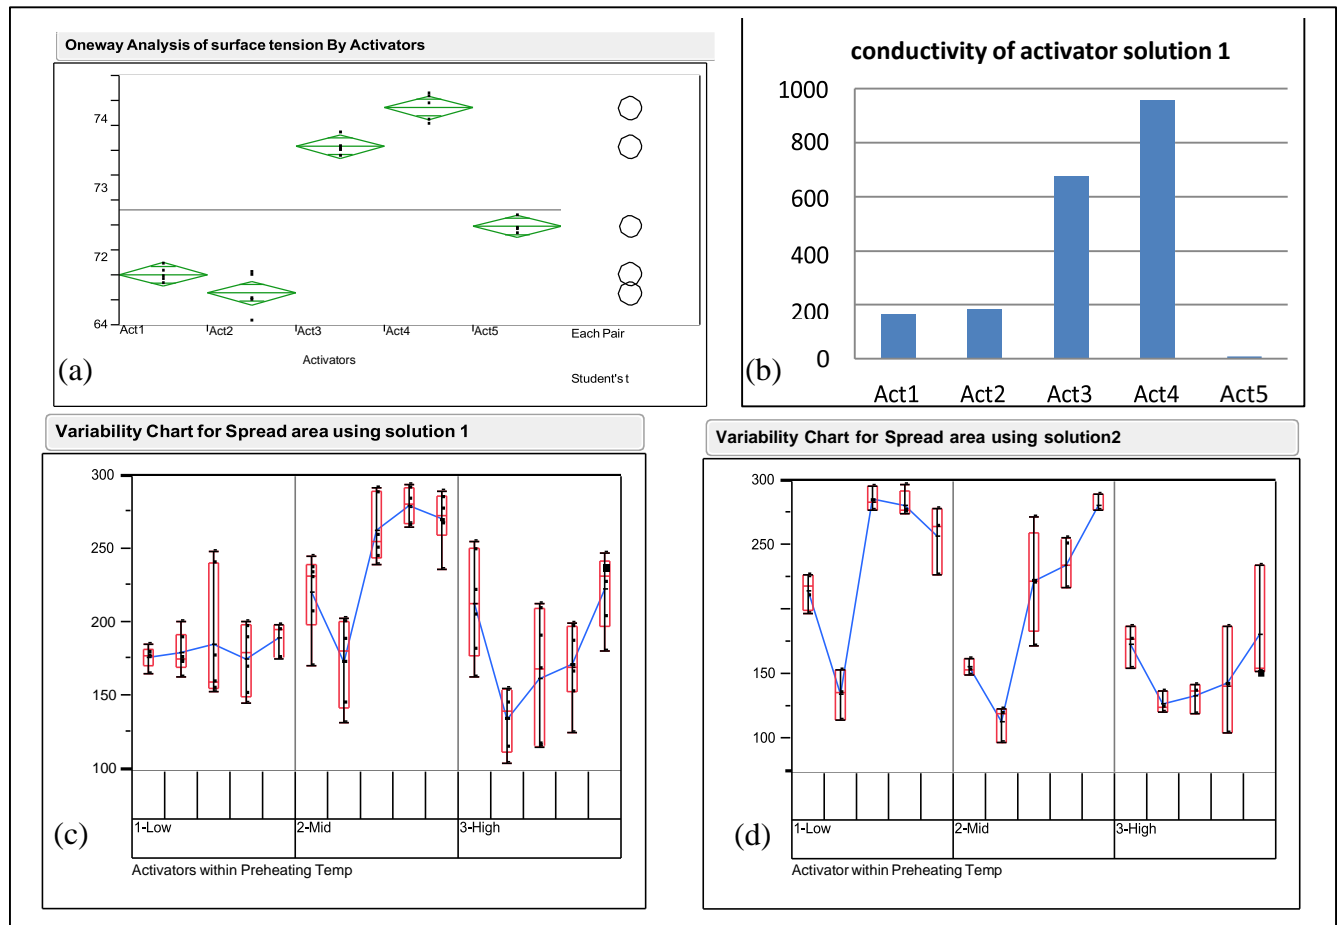 Oneway Analysis of surface tension By Activators
74
73
72
64
Act1 Act2 Act3 Act4 Act5 Each Pair
Activators
Student's t
(a)
conductivity of activator solution 1
1000
800
600
400
200
0
Act1 Act2 Act3 Act4 Act5
(b)
Variability Chart for Spread area using solution 1
300
250
200
150
100
1-Low 2-Mid 3-High
(c)
Activators within Preheating Temp
Variability Chart for Spread area using solution2
300
250
150
100
1-Low 2-Mid 3-High
(d)
Activator within Preheating Temp